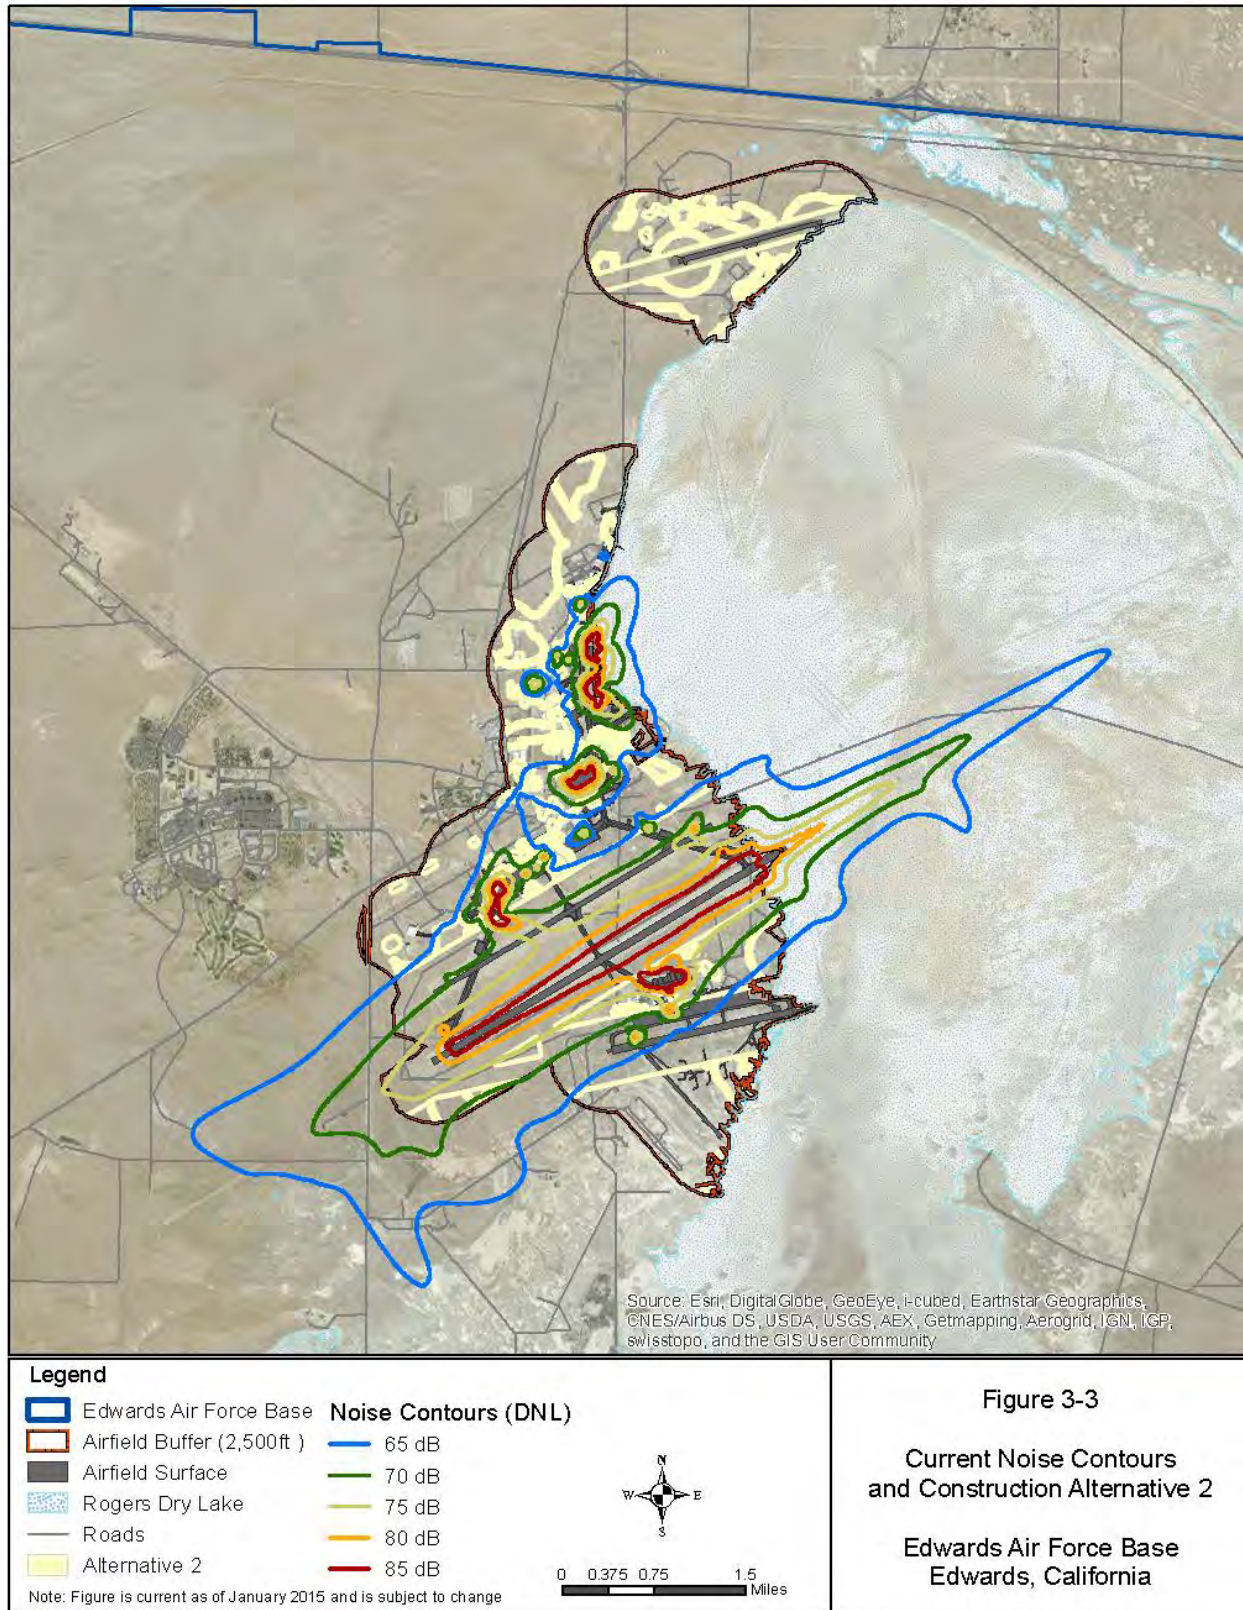 Source: Esri, DigitalGlobe, GeoEye, i-cubed, Earthstar Geographics,
CNES/Airbus DS, USDA, USGS, AEX, Getmapping, Aerogrid, IGN, IGP,
swisstopo, and the GIS User Community
Legend
Edwards Air Force Base
Airfield Buffer (2,500ft )
Airfield Surface
Rogers Dry Lake
Roads
Alternative 2
Note: Figure is current as of January 2015 and is subject to change
Noise Contours (DNL)
65 dB
70 dB
75 dB
80 dB
85 dB
N
W E
S
0 0.375 0.75 1.5
Miles
Figure 3-3
Current Noise Contours
and Construction Alternative 2
Edwards Air Force Base
Edwards, California